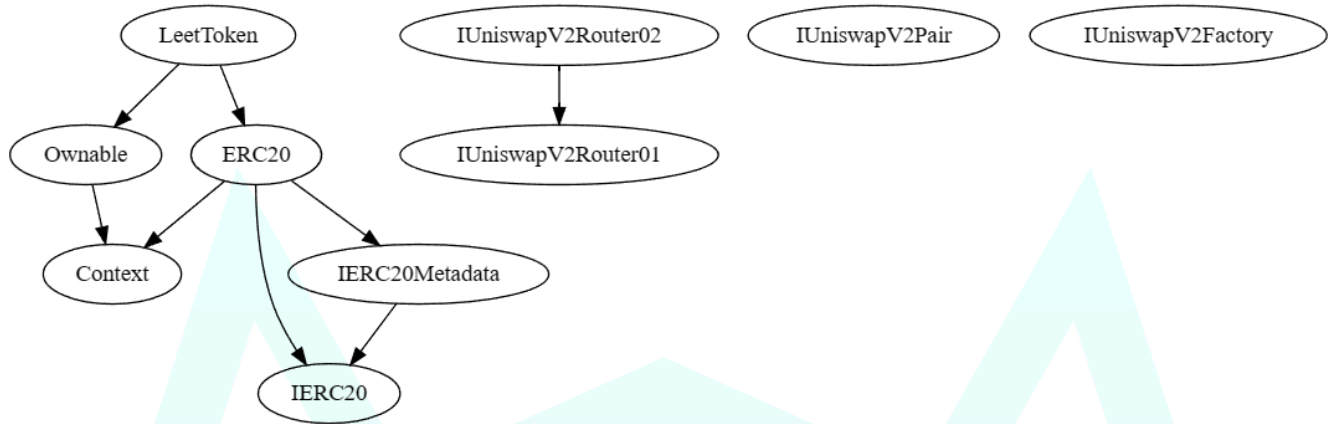 LeetToken
IUniswapV2Router02
IUniswapV2Pair
IUniswapV2Factory
Ownable
ERC20
IUniswapV2Router01
Context
IERC20Metadata
IERC20